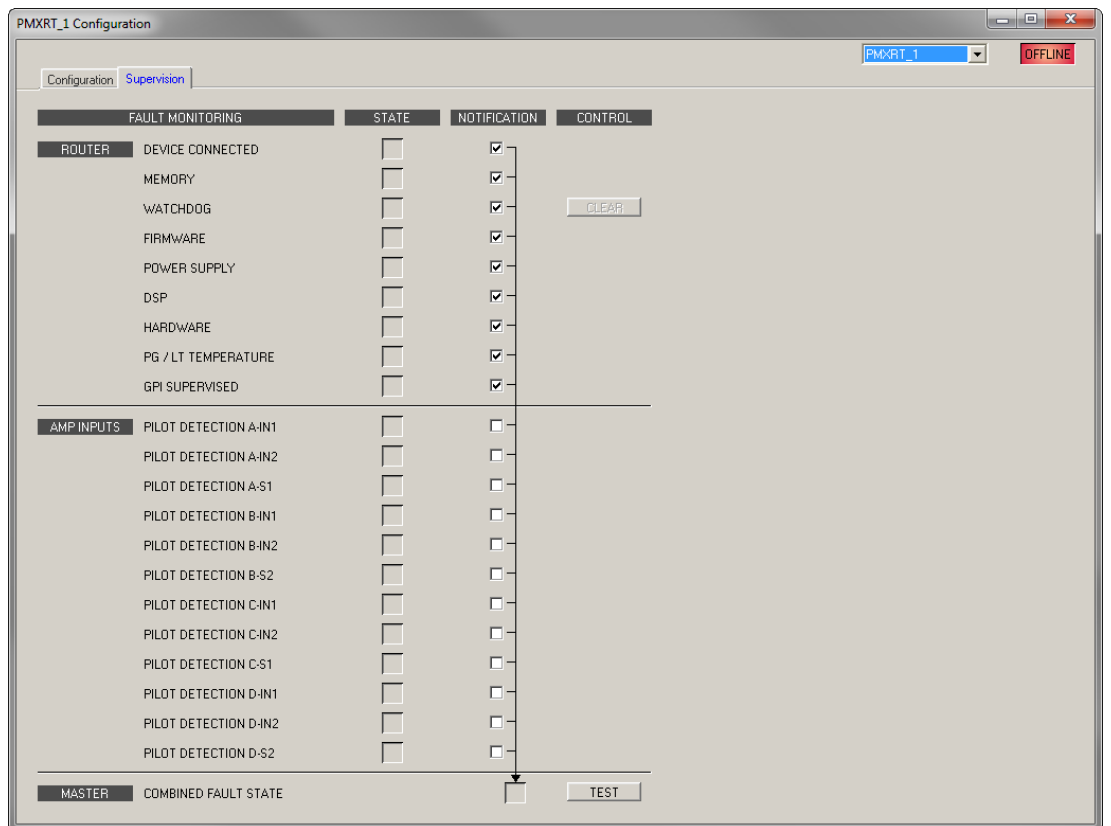 PMXRT_1 Configuration
PMXRT_1 OFFLINE
Configuration Supervision
FAULT MONITORING STATE NOTIFICATION CONTROL
ROUTER DEVICE CONNECTED
MEMORY
WATCHDOG CLEAR
FIRMWARE
POWER SUPPLY
DSP
HARDWARE
PG / LT TEMPERATURE
GPI SUPERVISED
AMP INPUTS PILOT DETECTION A-IN1
PILOT DETECTION A-IN2
PILOT DETECTION A-S1
PILOT DETECTION B-IN1
PILOT DETECTION B-IN2
PILOT DETECTION B-S2
PILOT DETECTION C-IN1
PILOT DETECTION C-IN2
PILOT DETECTION C-S1
PILOT DETECTION D-IN1
PILOT DETECTION D-IN2
PILOT DETECTION D-S2
MASTER COMBINED FAULT STATE TEST